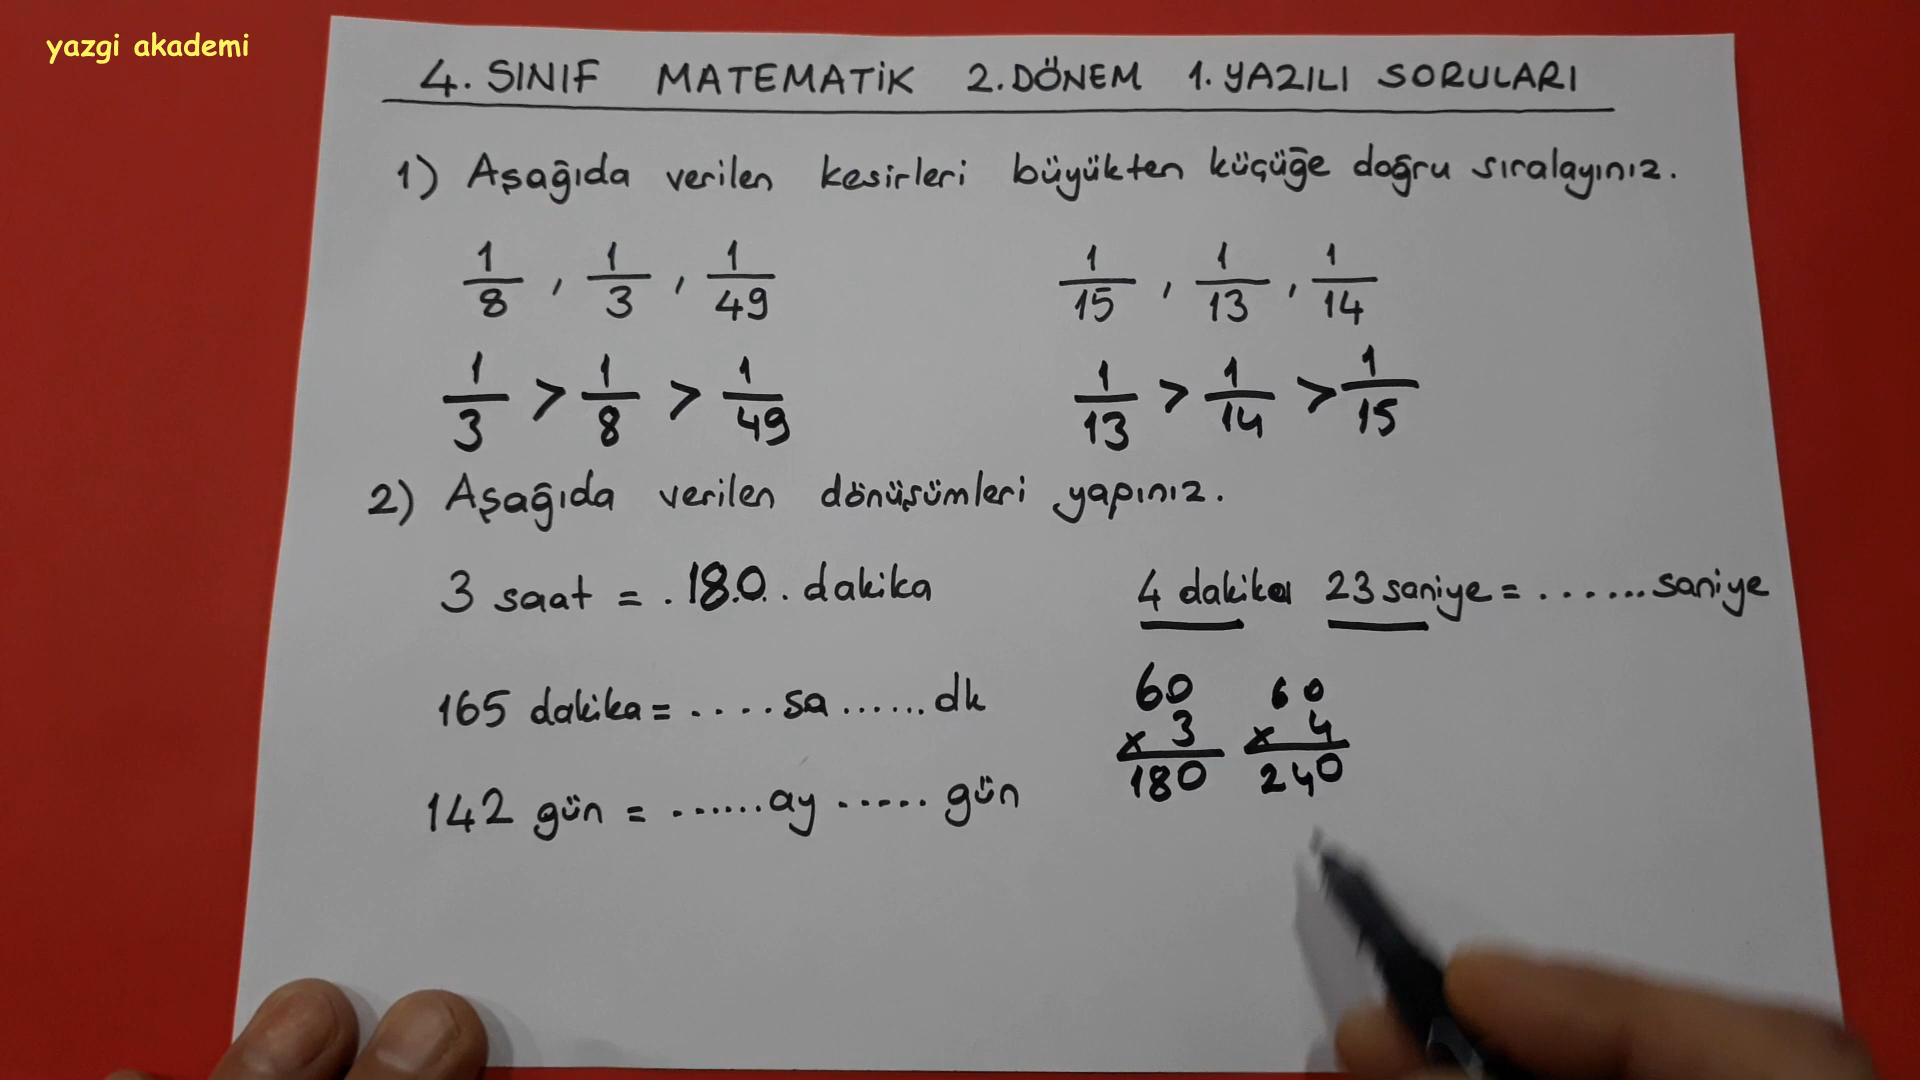 yazgi akademi
4. SINIF MATEMATİK 2. DÖNEM 1. YAZILI SORULARI
1) Aşağıda verilen kesirleri büyükten küçüğe doğru sıralayınız.
1/8 , 1/3 , 1/49
1/15 , 1/13 , 1/14
1/3 > 1/8 > 1/49
1/13 > 1/14 > 1/15
2) Aşağıda verilen dönüşümleri yapınız.
3 saat = .180.. dakika
4 dakika 23 saniye = ....... saniye
165 dakika = .... sa ...... dk
142 gün = ...... ay ..... gün
60
x 3
180
60
x 4
240